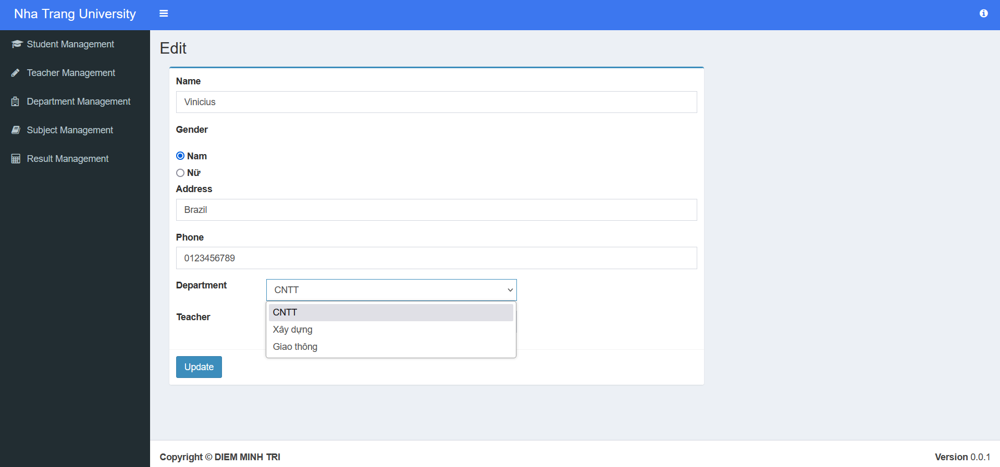 Nha Trang University
Student Management
Teacher Management
Department Management
Subject Management
Result Management
Edit
Name
Vinicius
Gender
Nam
Nữ
Address
Brazil
Phone
0123456789
Department
CNTT
CNTT
Xây dựng
Giao thông
Teacher
Update
Copyright © DIEM MINH TRI
Version 0.0.1